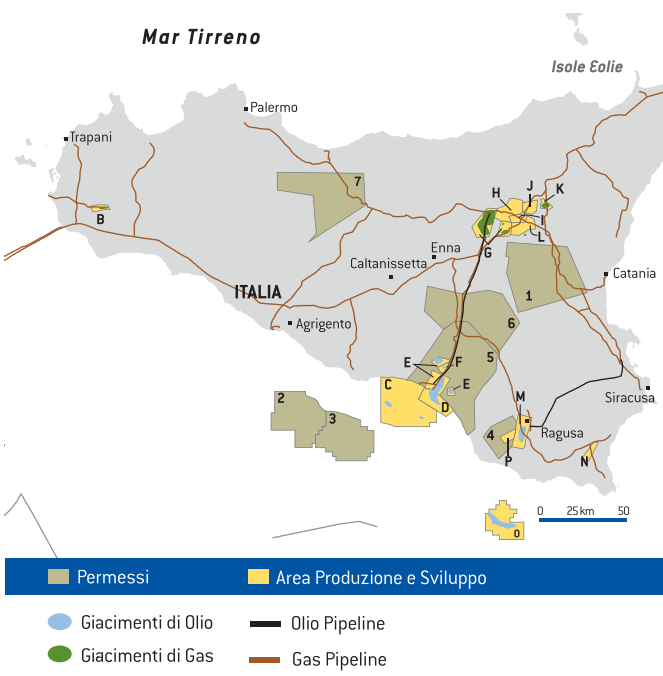 Mar Tirreno
Isole Eolie
Palermo
Trapani
7
J
K
H
B
I
L
G
Enna
Caltanissetta
Catania
ITALIA
1
Agrigento
6
5
E
F
C
E
D
Siracusa
2
M
3
4
Ragusa
P
N
0 25 km 50
O
Permessi
Area Produzione e Sviluppo
Giacimenti di Olio
Olio Pipeline
Giacimenti di Gas
Gas Pipeline